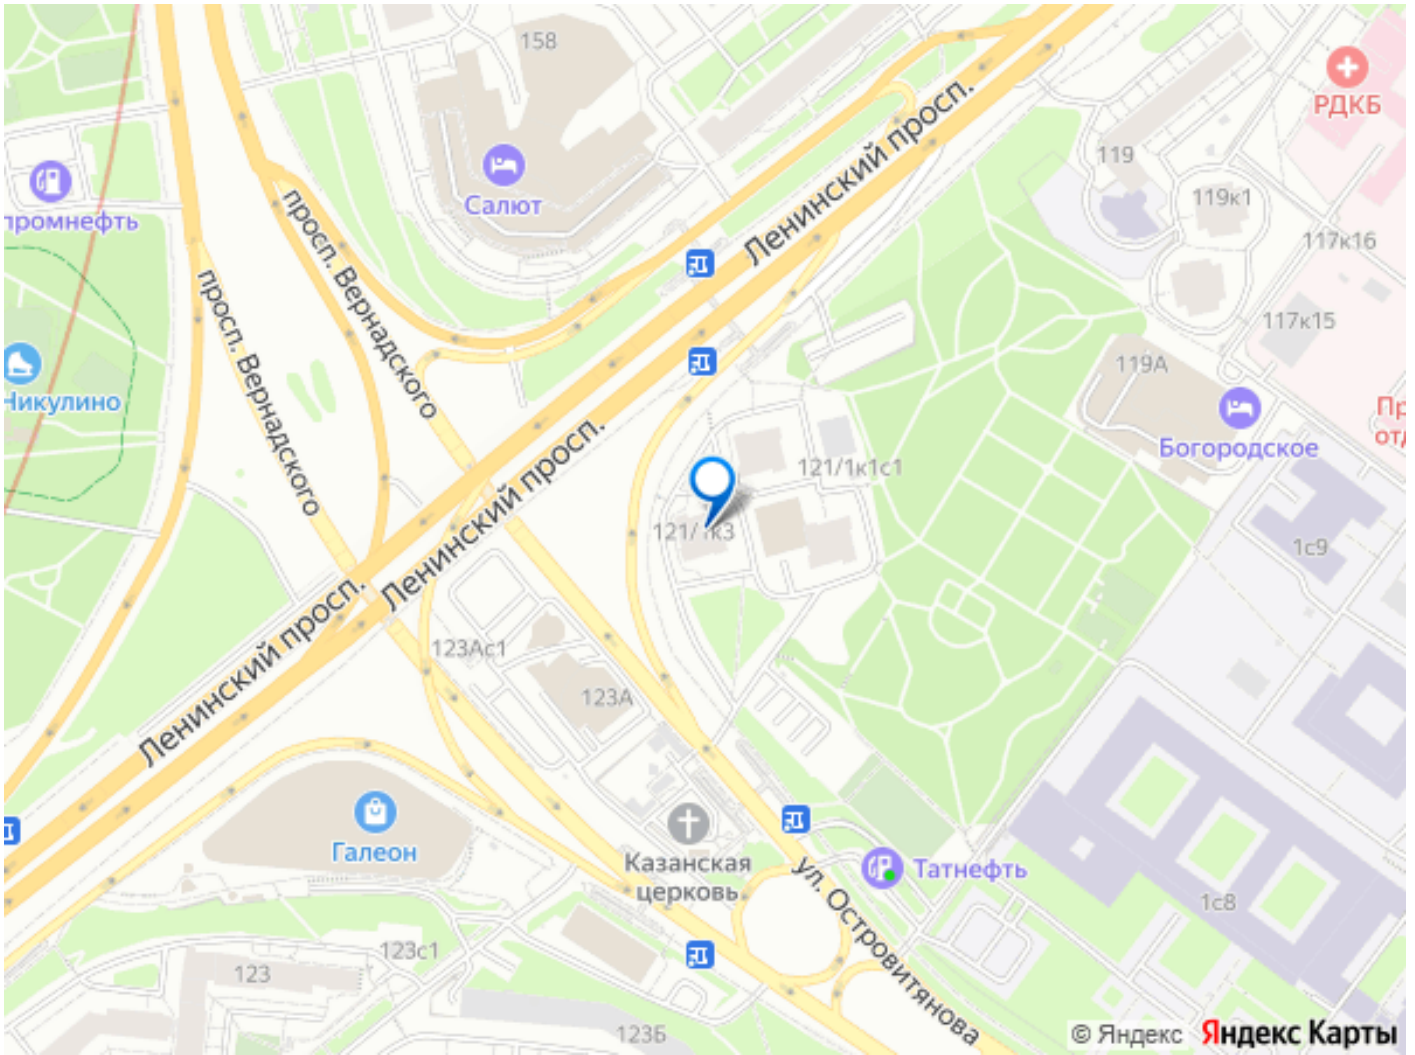 158
РДКБ
Ленинский просп.
119
Салют
119к1
промнефть
просп. Вернадского
117к16
просп. Вернадского
117к15
119А
Никулино
Пр
отд
Богородское
Ленинский просп.
121/1к1с1
121/1к3
1с9
Ленинский просп.
123Ас1
123А
Галеон
Казанская
церковь
ул. Островитянова
Татнефть
1с8
123с1
123
123Б
© Яндекс Яндекс Карты